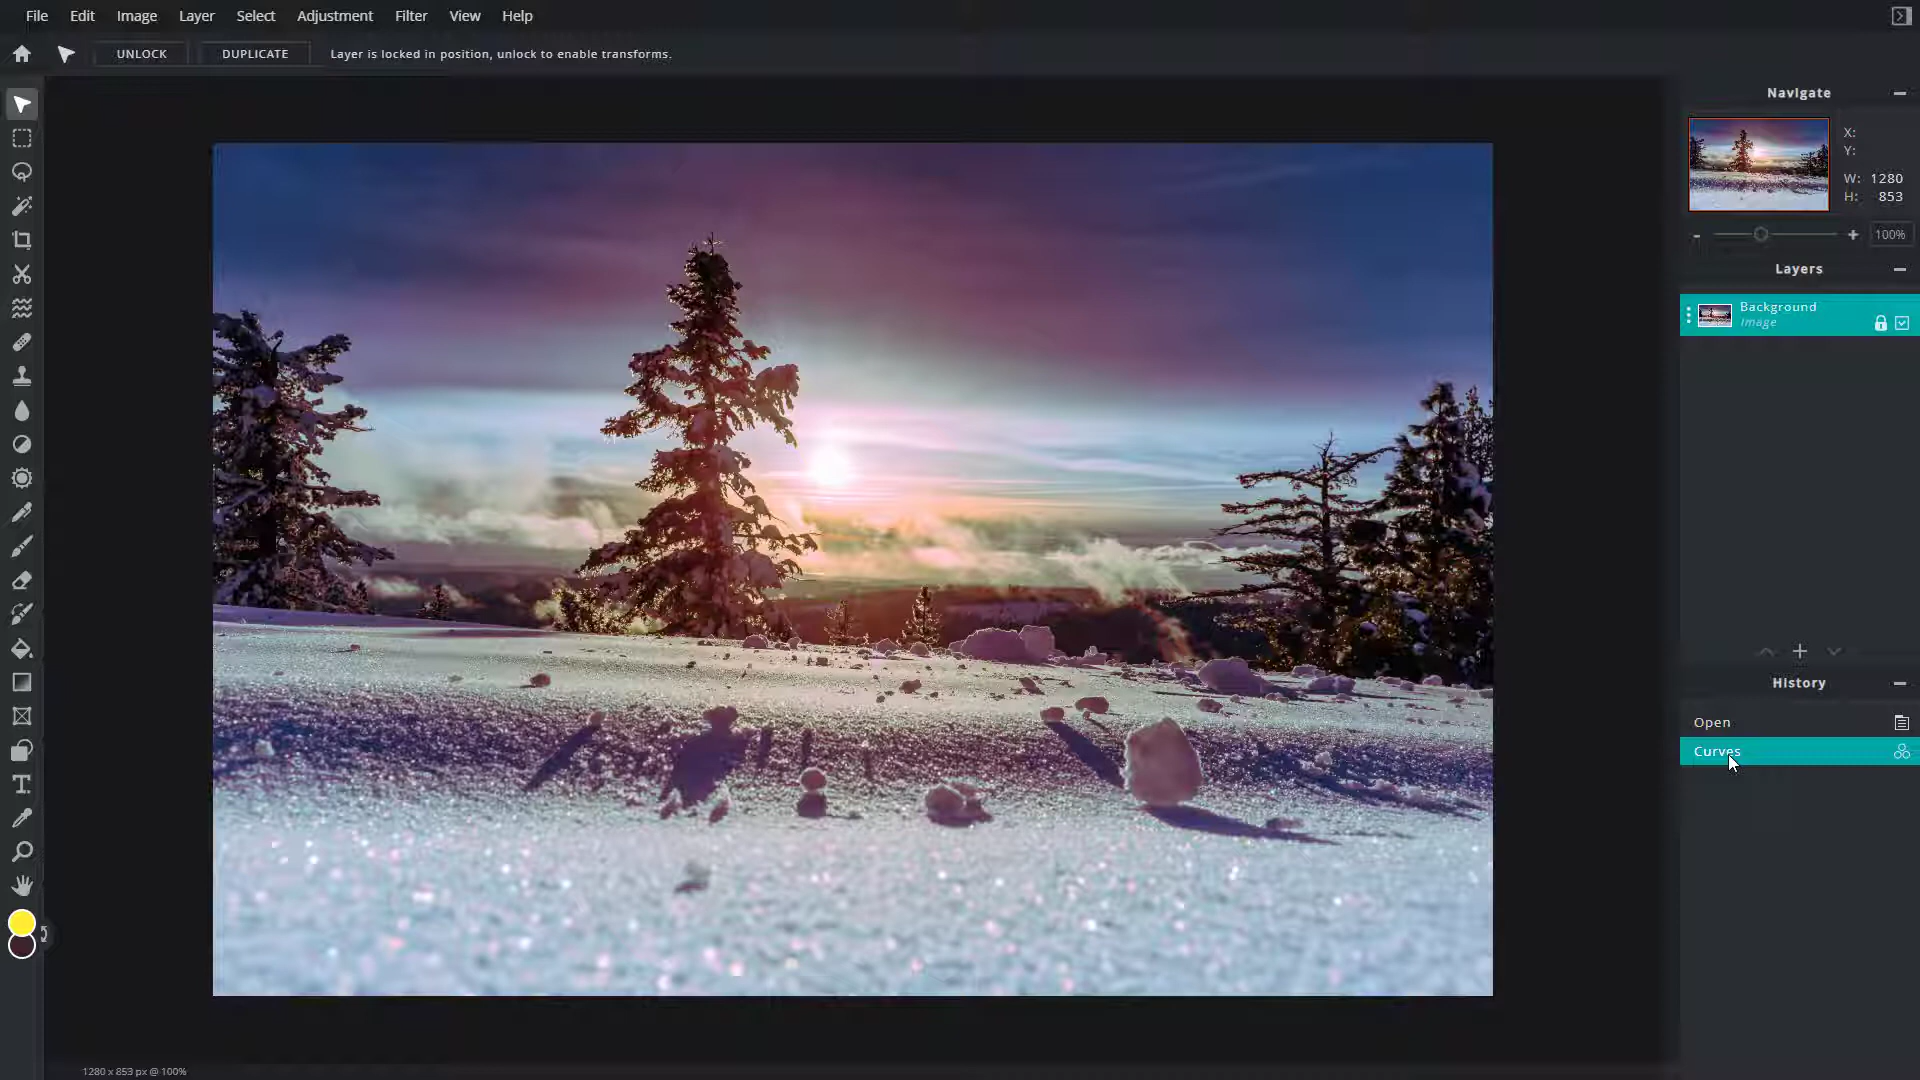 File Edit Image Layer Select Adjustment Filter View Help
UNLOCK DUPLICATE Layer is locked in position, unlock to enable transforms.
Navigate
X:
Y:
W: 1280
H: 853
- + 100%
Layers
Background
Image
History
Open
Curves
1280 x 853 px @ 100%